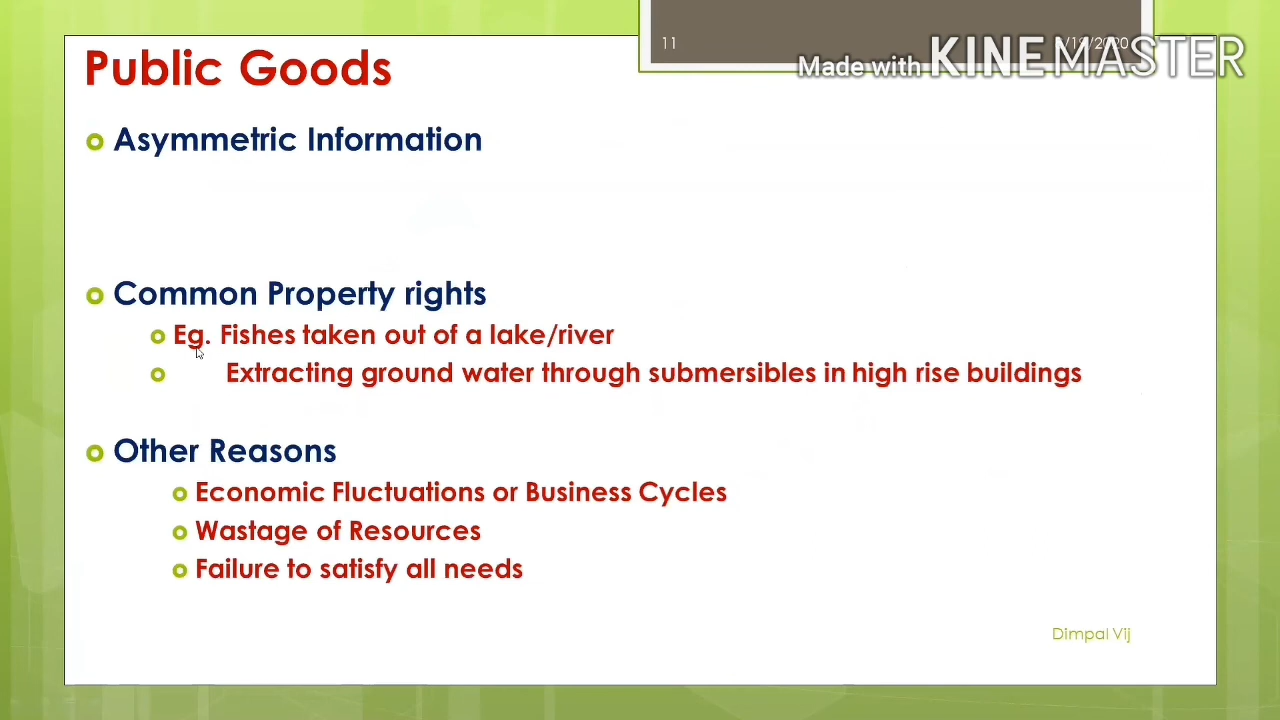 11
/19/2020
Made with KINEMASTER
Public Goods
Asymmetric Information
Common Property rights
Eg. Fishes taken out of a lake/river
Extracting ground water through submersibles in high rise buildings
Other Reasons
Economic Fluctuations or Business Cycles
Wastage of Resources
Failure to satisfy all needs
Dimpal Vij